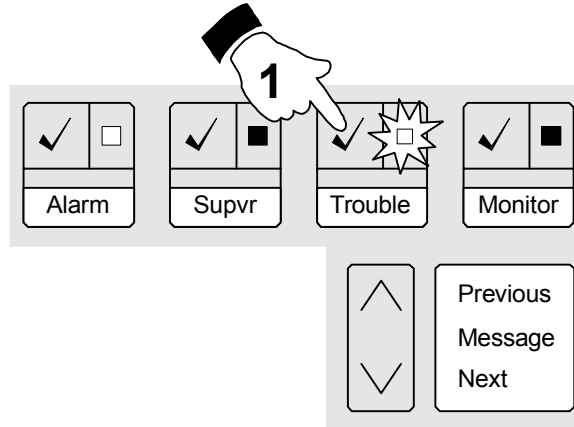 1
Alarm
Supvr
Trouble
Monitor
Previous
Message
Next